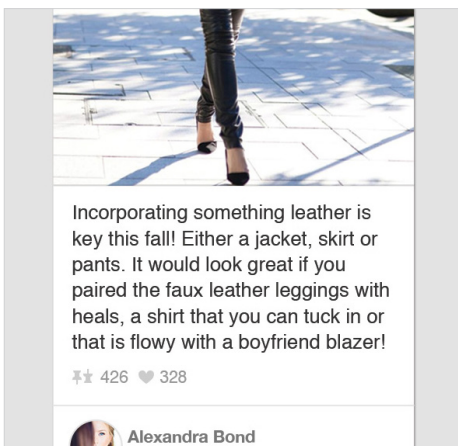 Incorporating something leather is
key this fall! Either a jacket, skirt or
pants. It would look great if you
paired the faux leather leggings with
heals, a shirt that you can tuck in or
that is flowy with a boyfriend blazer!
426 328
Alexandra Bond